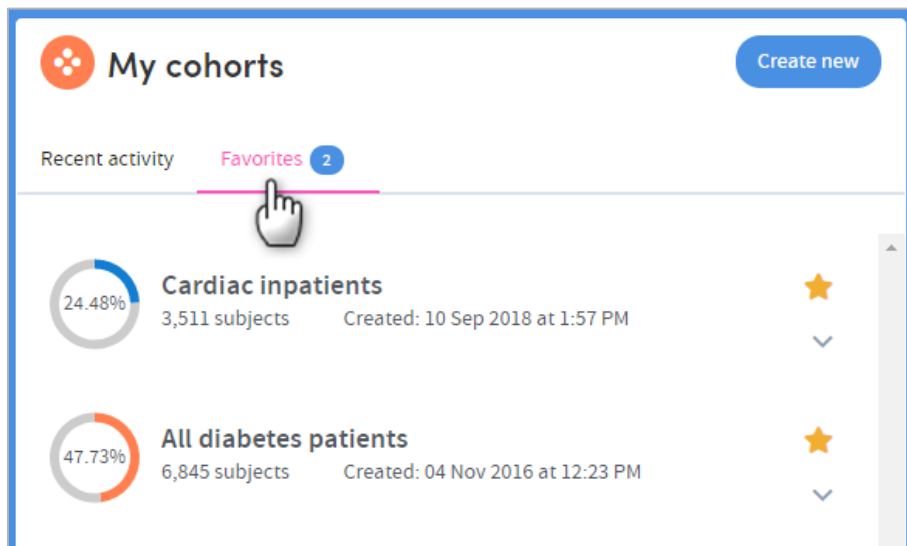 My cohorts
Create new
Recent activity Favorites 2
24.48%
Cardiac inpatients
3,511 subjects Created: 10 Sep 2018 at 1:57 PM
47.73%
All diabetes patients
6,845 subjects Created: 04 Nov 2016 at 12:23 PM